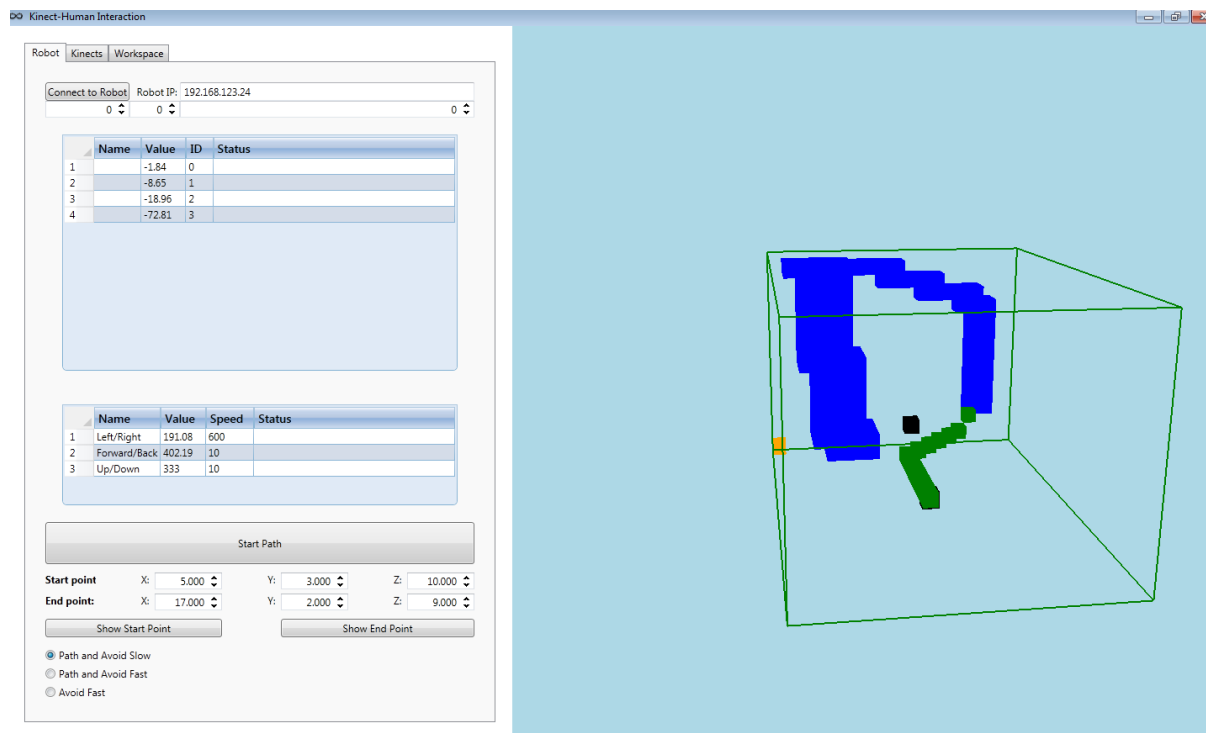 Kinect-Human Interaction
Robot Kinects Workspace
Connect to Robot Robot IP: 192.168.123.24
0 0 0
Name Value ID Status
1 -1.84 0
2 -8.65 1
3 -18.96 2
4 -72.81 3
Name Value Speed Status
1 Left/Right 191.08 600
2 Forward/Back 402.19 10
3 Up/Down 333 10
Start Path
Start point X: 5.000 Y: 3.000 Z: 10.000
End point: X: 17.000 Y: 2.000 Z: 9.000
Show Start Point Show End Point
Path and Avoid Slow
Path and Avoid Fast
Avoid Fast